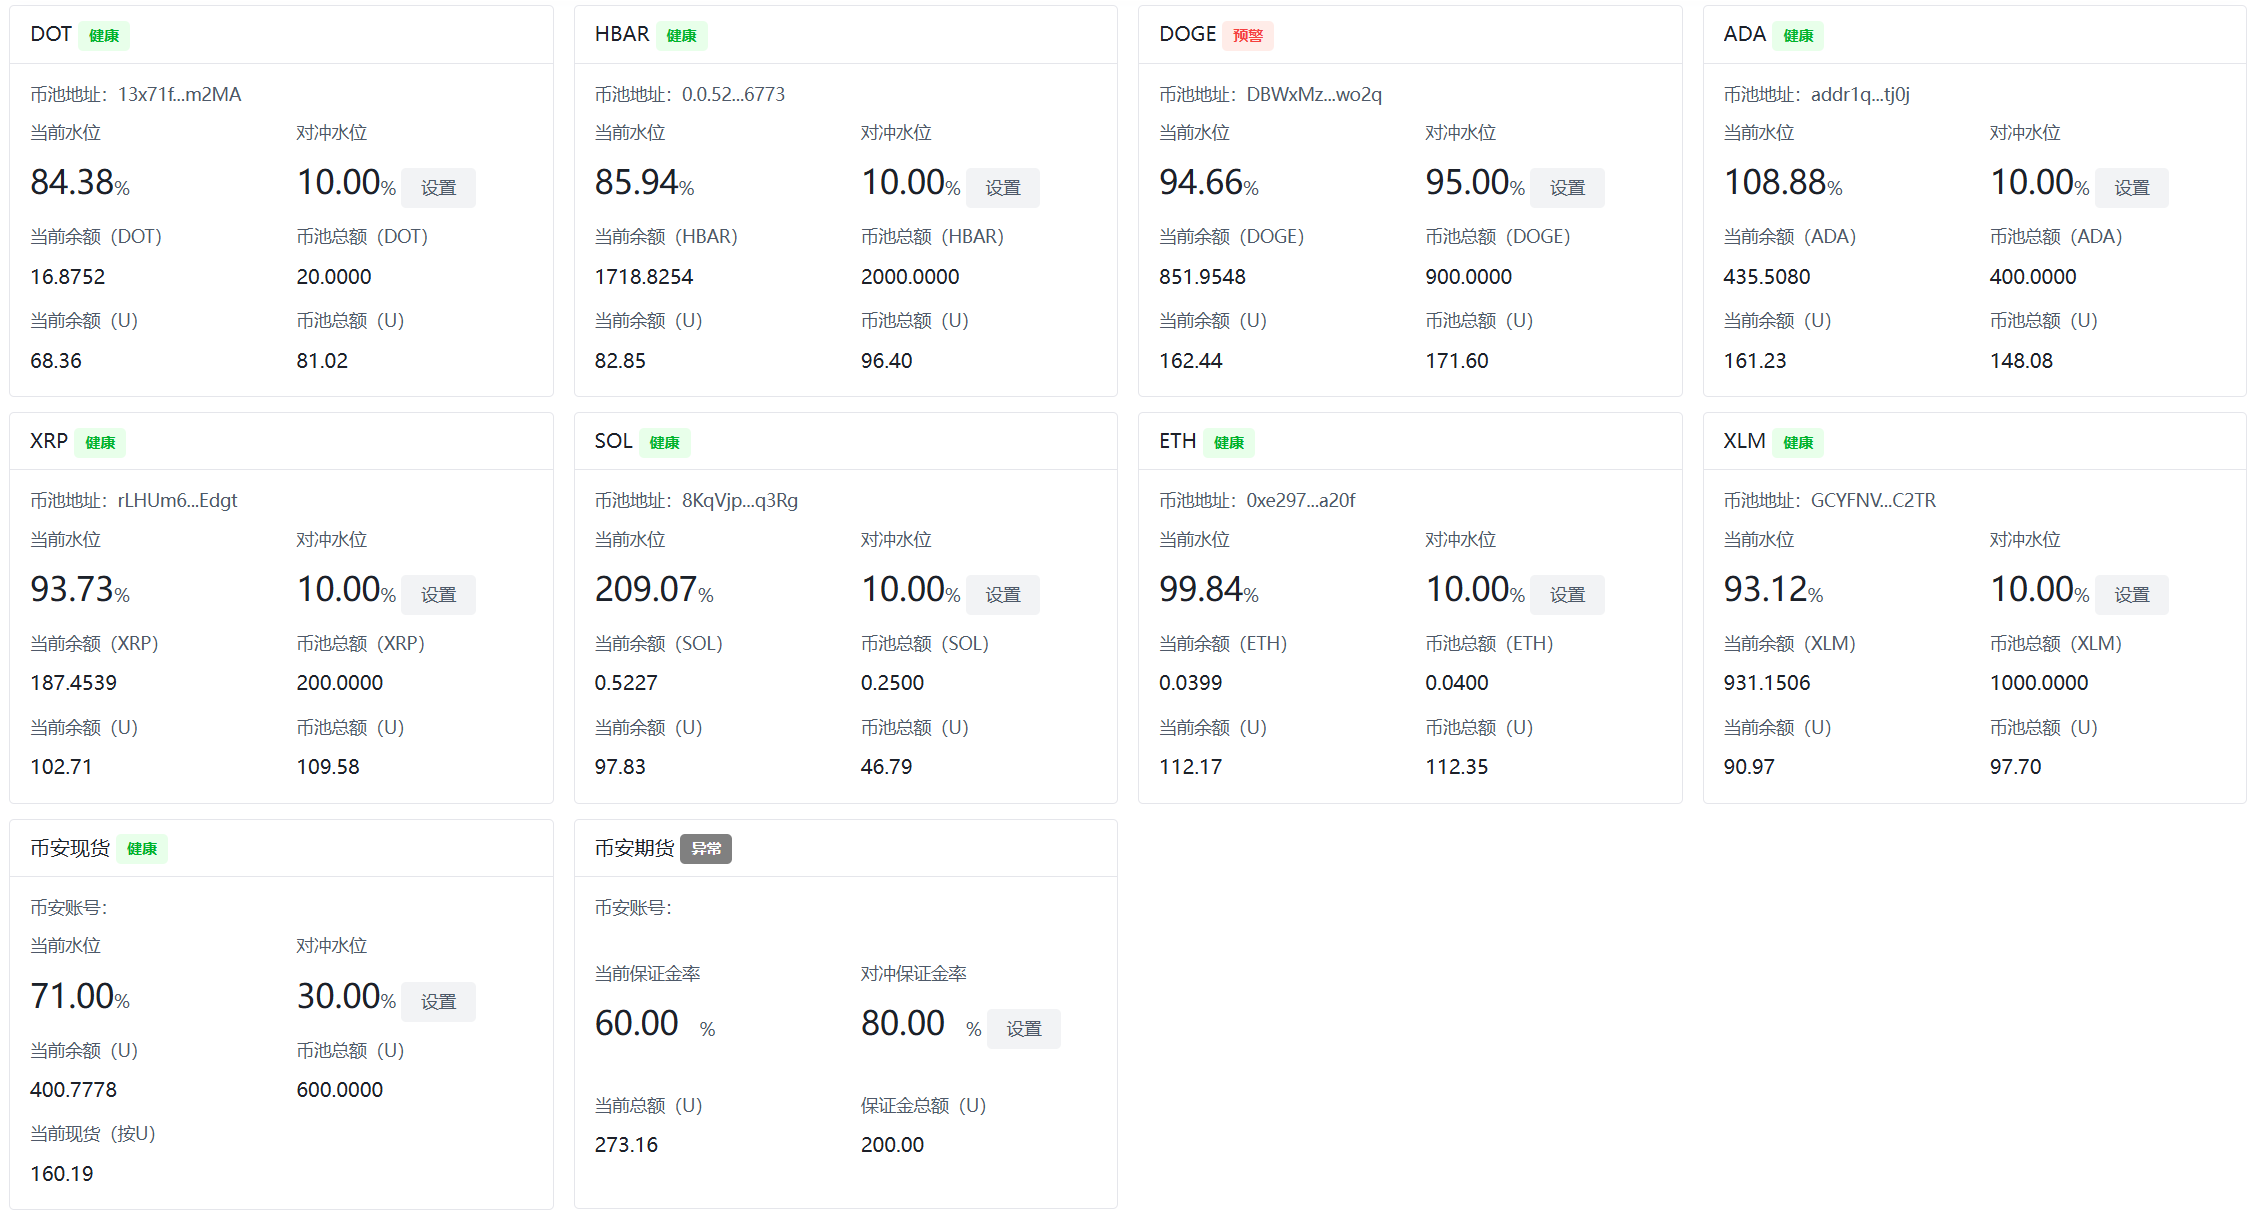 DOT 健康
币池地址：13x71f...m2MA
当前水位 对冲水位
84.38% 10.00% 设置
当前余额（DOT） 币池总额（DOT）
16.8752 20.0000
当前余额（U） 币池总额（U）
68.36 81.02
HBAR 健康
币池地址：0.0.52...6773
当前水位 对冲水位
85.94% 10.00% 设置
当前余额（HBAR） 币池总额（HBAR）
1718.8254 2000.0000
当前余额（U） 币池总额（U）
82.85 96.40
DOGE 预警
币池地址：DBWxMz...wo2q
当前水位 对冲水位
94.66% 95.00% 设置
当前余额（DOGE） 币池总额（DOGE）
851.9548 900.0000
当前余额（U） 币池总额（U）
162.44 171.60
ADA 健康
币池地址：addr1q...tj0j
当前水位 对冲水位
108.88% 10.00% 设置
当前余额（ADA） 币池总额（ADA）
435.5080 400.0000
当前余额（U） 币池总额（U）
161.23 148.08
XRP 健康
币池地址：rLHUm6...Edgt
当前水位 对冲水位
93.73% 10.00% 设置
当前余额（XRP） 币池总额（XRP）
187.4539 200.0000
当前余额（U） 币池总额（U）
102.71 109.58
SOL 健康
币池地址：8KqVjp...q3Rg
当前水位 对冲水位
209.07% 10.00% 设置
当前余额（SOL） 币池总额（SOL）
0.5227 0.2500
当前余额（U） 币池总额（U）
97.83 46.79
ETH 健康
币池地址：0xe297...a20f
当前水位 对冲水位
99.84% 10.00% 设置
当前余额（ETH） 币池总额（ETH）
0.0399 0.0400
当前余额（U） 币池总额（U）
112.17 112.35
XLM 健康
币池地址：GCYFNV...C2TR
当前水位 对冲水位
93.12% 10.00% 设置
当前余额（XLM） 币池总额（XLM）
931.1506 1000.0000
当前余额（U） 币池总额（U）
90.97 97.70
币安现货 健康
币安账号：
当前水位 对冲水位
71.00% 30.00% 设置
当前余额（U） 币池总额（U）
400.7778 600.0000
当前现货（按U）
160.19
币安期货 异常
币安账号：
当前保证金率 对冲保证金率
60.00 % 80.00 % 设置
当前总额（U） 保证金总额（U）
273.16 200.00